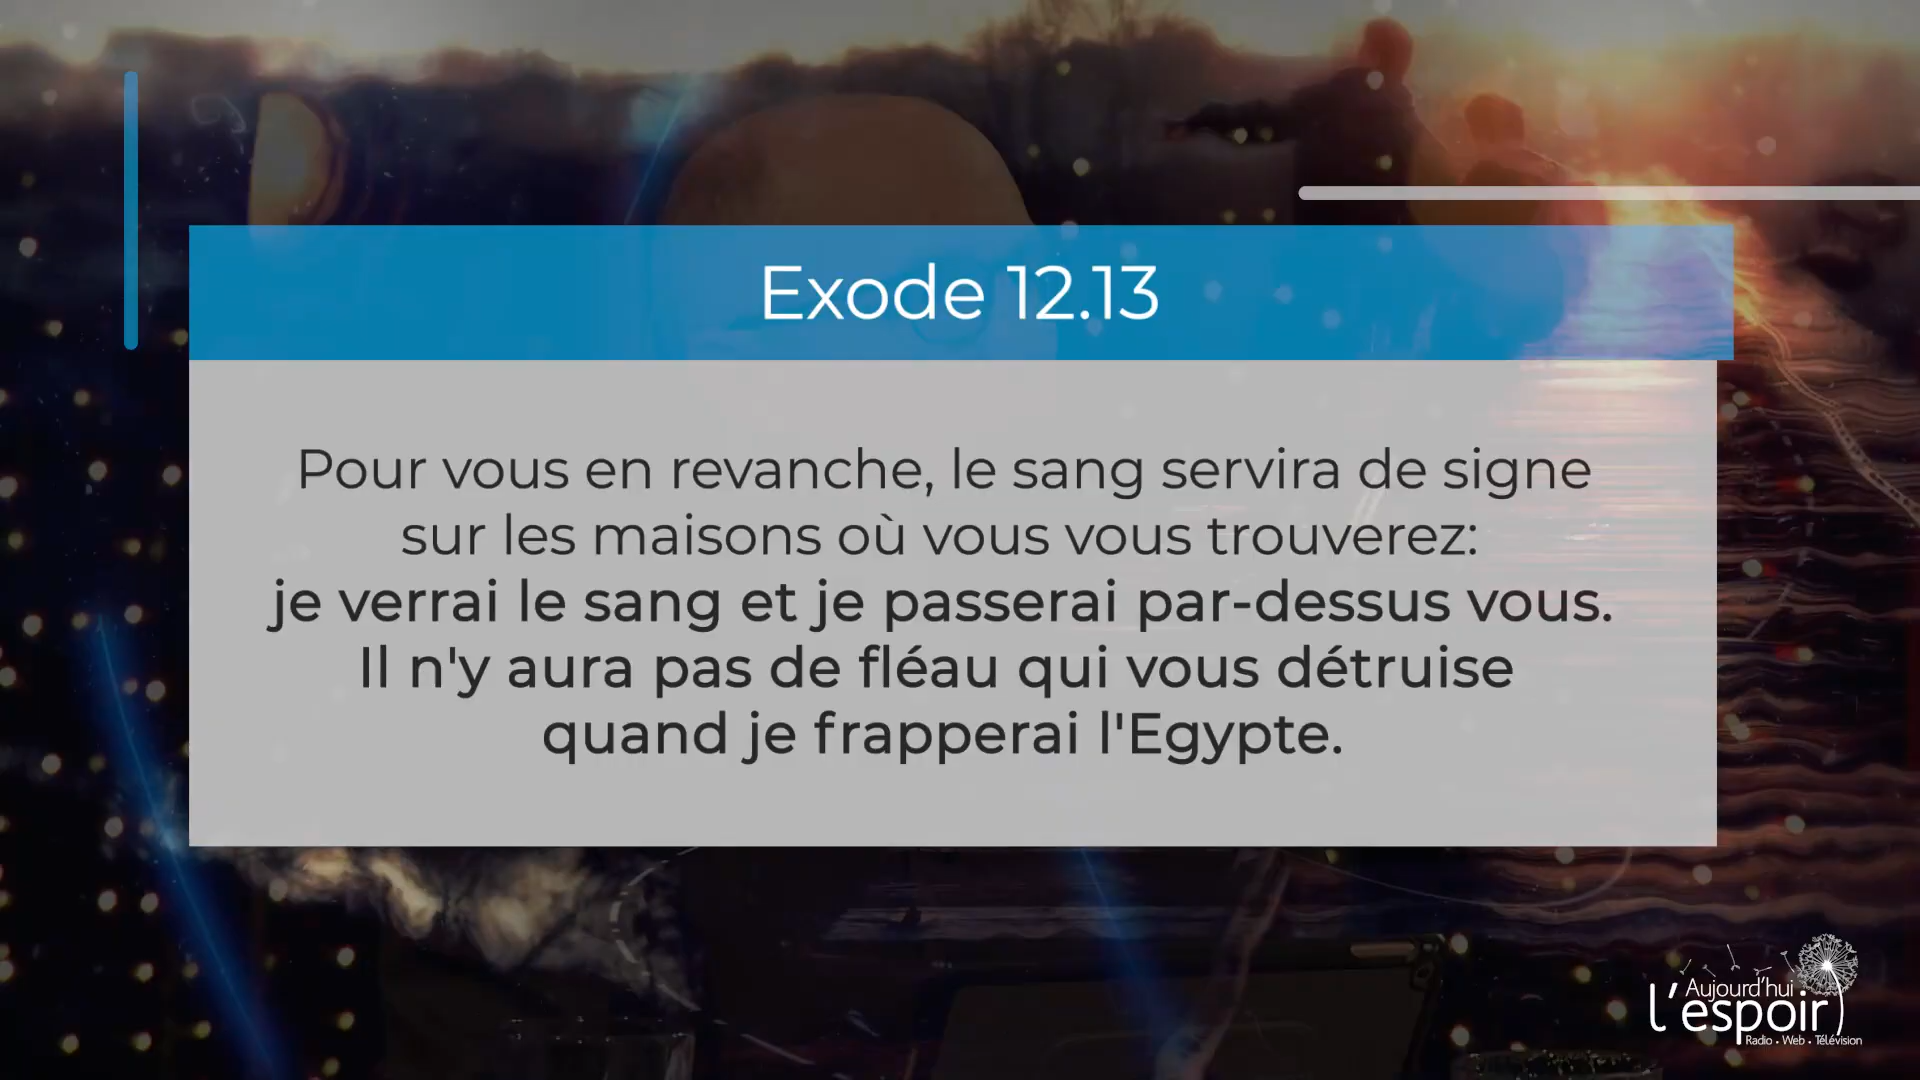 Exode 12.13
Pour vous en revanche, le sang servira de signe
sur les maisons où vous vous trouverez:
je verrai le sang et je passerai par-dessus vous.
Il n'y aura pas de fléau qui vous détruise
quand je frapperai l'Egypte.
Aujourd'hui
l'espoir
Radio . Web . Télévision